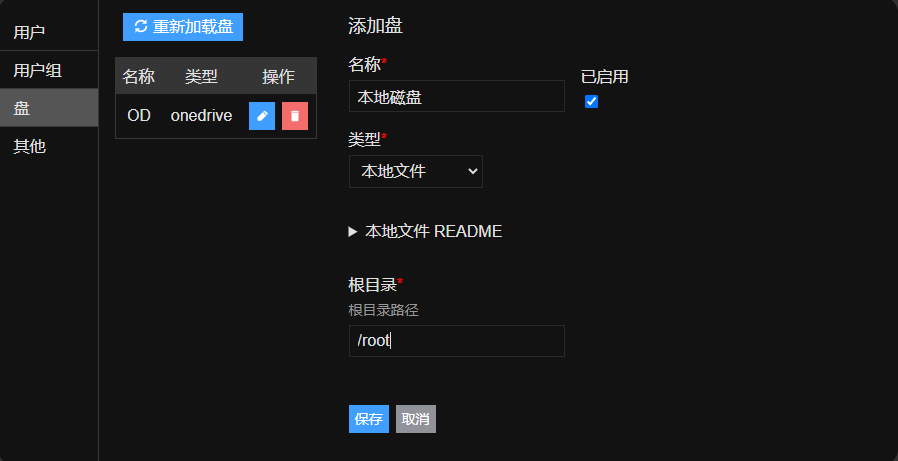 用户
用户组
盘
其他
重新加载盘
名称 类型 操作
OD onedrive
添加盘
名称*
已启用
本地磁盘
类型*
本地文件
本地文件 README
根目录*
根目录路径
/root
保存 取消